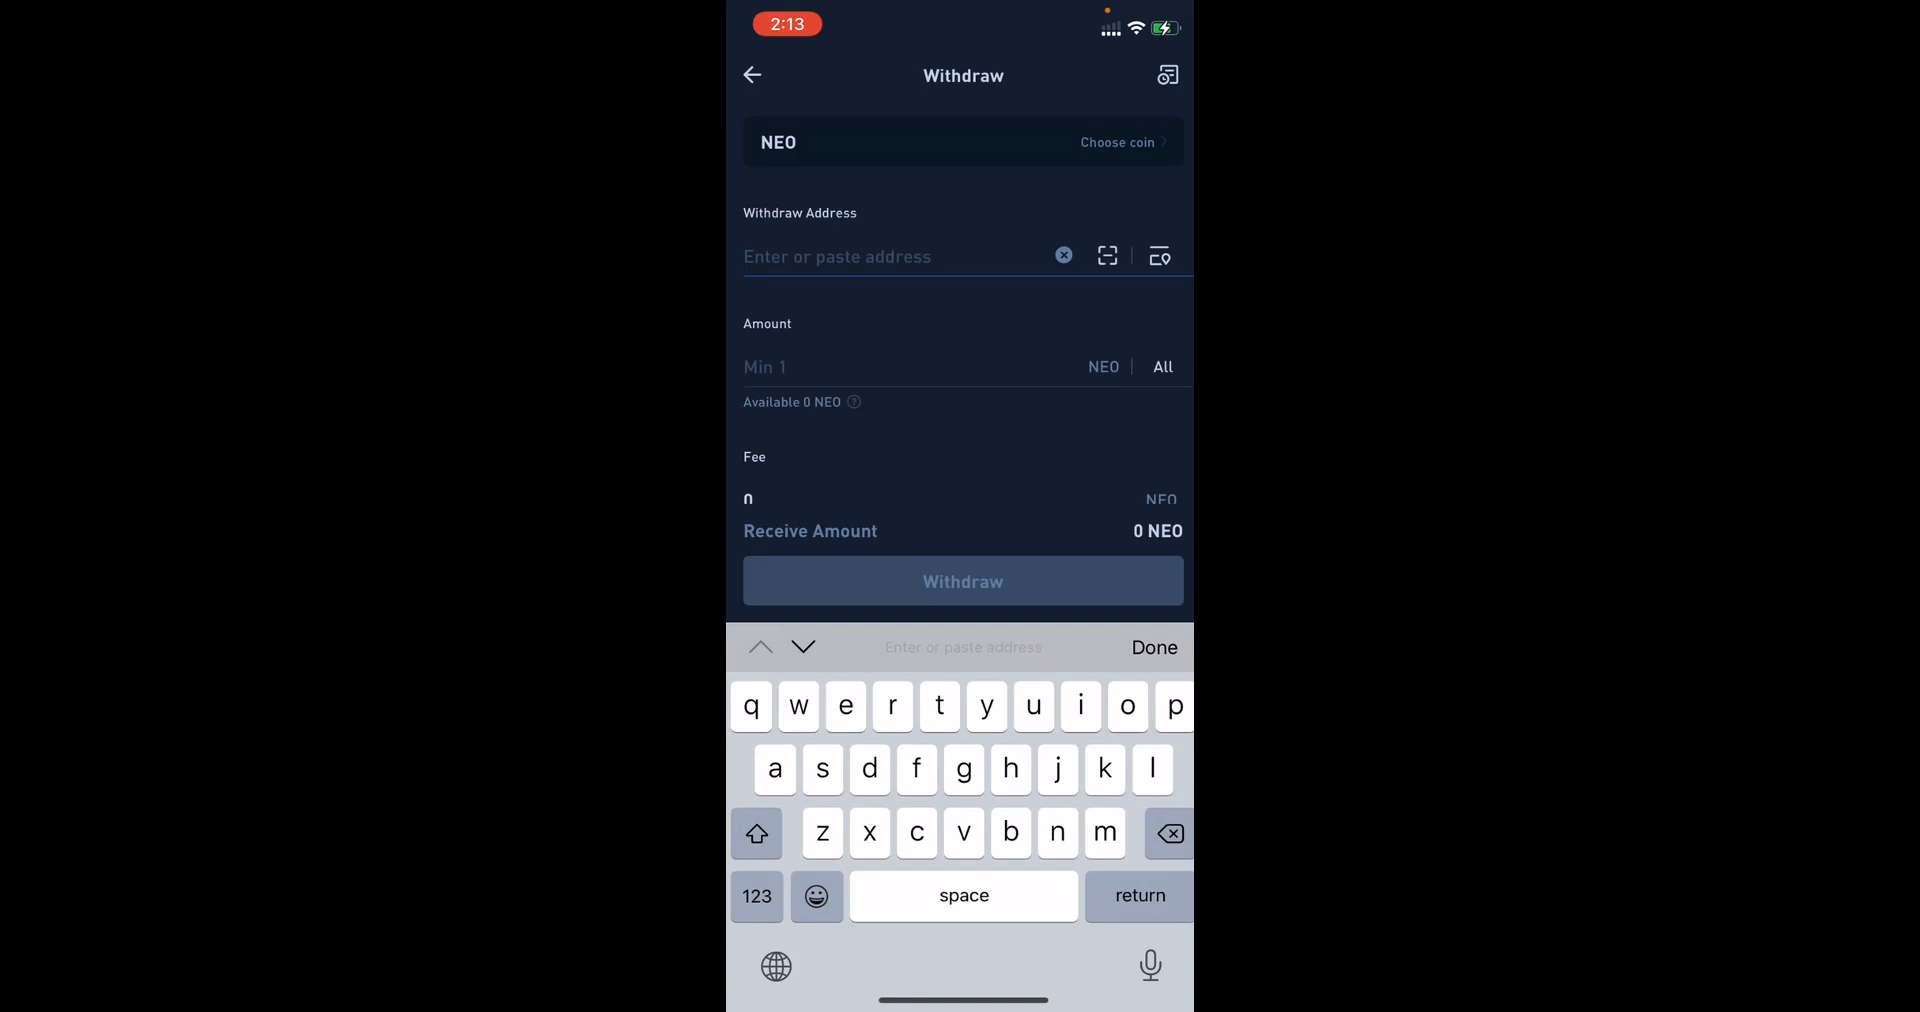 2:13
Withdraw
NEO Choose coin
Withdraw Address
Enter or paste address
Amount
Min 1 NEO All
Available 0 NEO
Fee
0 NEO
Receive Amount 0 NEO
Withdraw
Enter or paste address Done
q w e r t y u i o p
a s d f g h j k l
z x c v b n m
123 space return